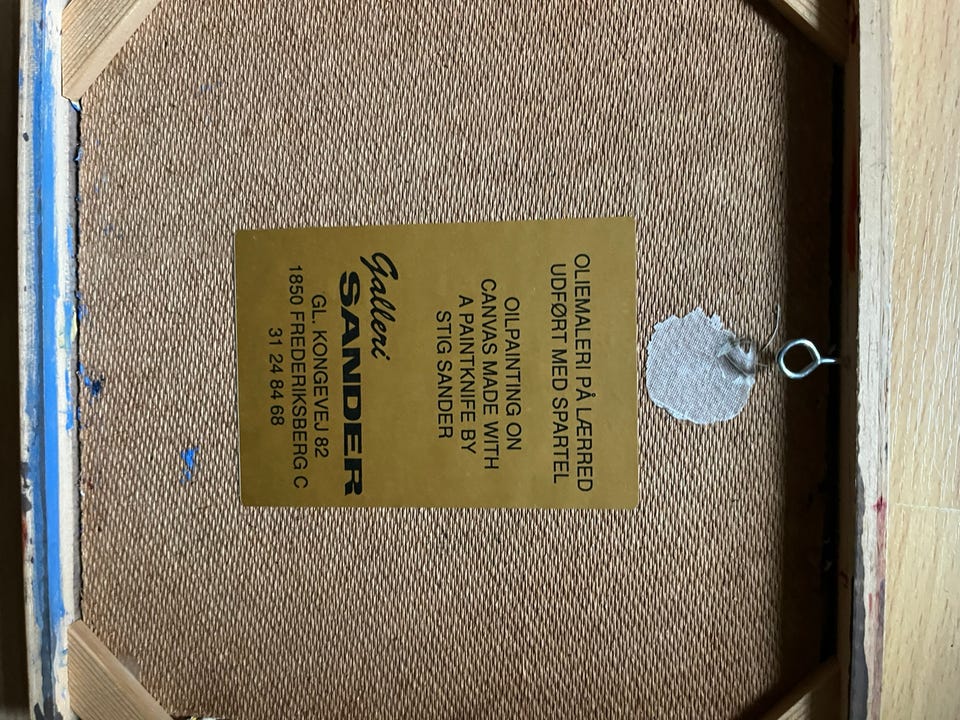 OLIEMALERI PÅ LÆRRED
UDFØRT MED SPARTEL
OILPAINTING ON
CANVAS MADE WITH
A PAINTKNIFE BY
STIG SANDER
Galleri
SANDER
GL. KONGEVEJ 82
1850 FREDERIKSBERG C
31 24 84 68